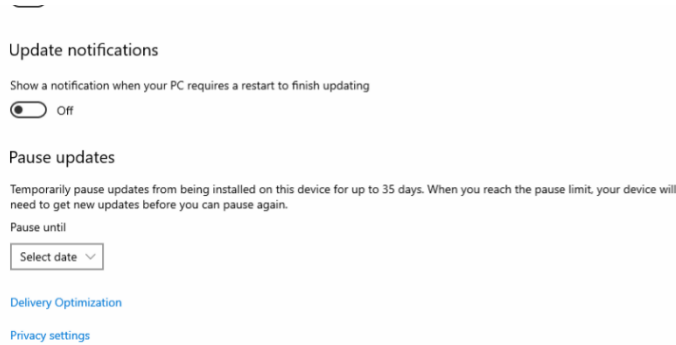 Update notifications
Show a notification when your PC requires a restart to finish updating
Off
Pause updates
Temporarily pause updates from being installed on this device for up to 35 days. When you reach the pause limit, your device will
need to get new updates before you can pause again.
Pause until
Select date
Delivery Optimization
Privacy settings